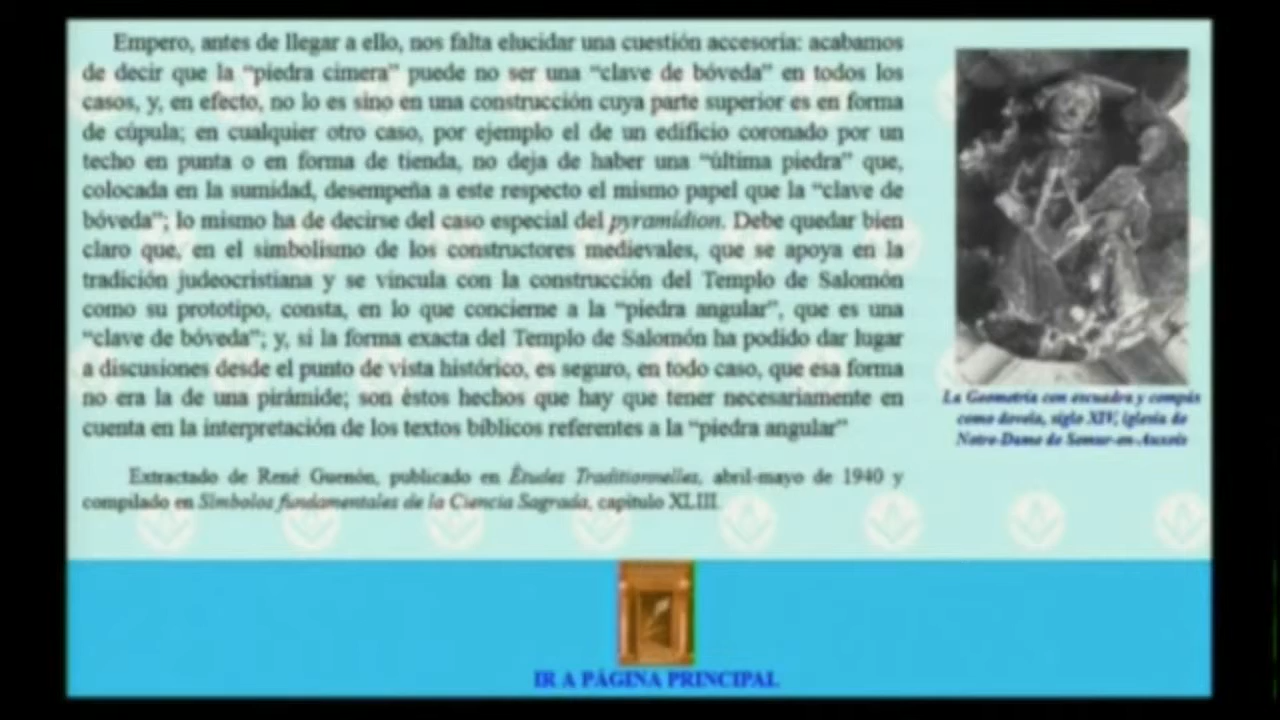 Empero, antes de llegar a ello, nos falta elucidar una cuestión accesoria: acabamos
de decir que la “piedra cimera” puede no ser una “clave de bóveda” en todos los
casos, y, en efecto, no lo es sino en una construcción cuya parte superior es en forma
de cúpula; en cualquier otro caso, por ejemplo el de un edificio coronado por un
techo en punta o en forma de tienda, no deja de haber una “última piedra” que,
colocada en la sumidad, desempeña a este respecto el mismo papel que la “clave de
bóveda”; lo mismo ha de decirse del caso especial del pyramídion. Debe quedar bien
claro que, en el simbolismo de los constructores medievales, que se apoya en la
tradición judeocristiana y se vincula con la construcción del Templo de Salomón
como su prototipo, consta, en lo que concierne a la “piedra angular”, que es una
“clave de bóveda”; y, si la forma exacta del Templo de Salomón ha podido dar lugar
a discusiones desde el punto de vista histórico, es seguro, en todo caso, que esa forma
no era la de una pirámide; son éstos hechos que hay que tener necesariamente en
cuenta en la interpretación de los textos bíblicos referentes a la “piedra angular”
Extractado de René Guenón, publicado en Études Traditionnelles, abril-mayo de 1940 y
compilado en Símbolos fundamentales de la Ciencia Sagrada, capítulo XLIII.
La Geometría con escuadra y compás
como dovela, siglo XIV, iglesia de
Notre-Dame de Semur-en-Auxois
IR A PÁGINA PRINCIPAL